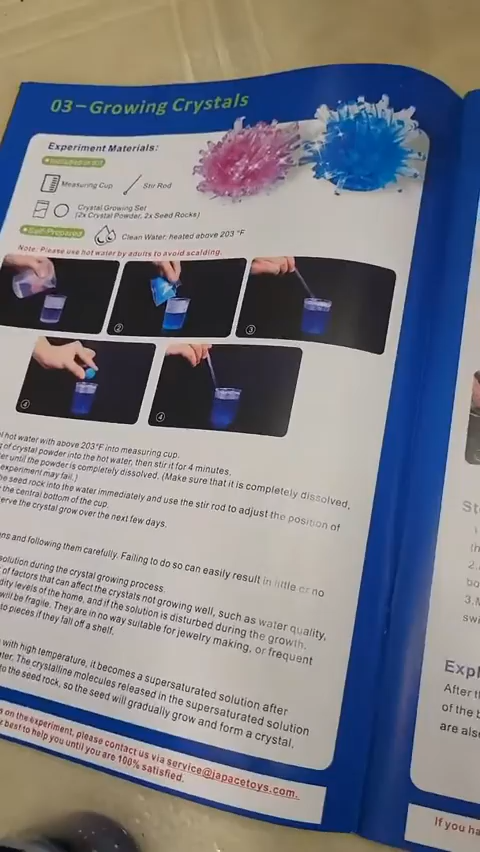 03－Growing Crystals
Experiment Materials:
Included in Kit
Measuring Cup
Stir Rod
Crystal Growing Set
(2x Crystal Powder, 2x Seed Rocks)
Self-Prepared
Clean Water, heated above 203 °F
Note: Please use hot water by adults to avoid scalding.
②
③
④
④
hot water with above 203°F into measuring cup.
of crystal powder into the hot water, then stir it for 4 minutes.
until the powder is completely dissolved. (Make sure that it is completely dissolved,
experiment may fail.)
seed rock into the water immediately and use the stir rod to adjust the position of
the central bottom of the cup.
the crystal grow over the next few days.
and following them carefully. Failing to do so can easily result in little or no
solution during the crystal growing process.
of factors that can affect the crystals not growing well, such as water quality,
levels of the home, and if the solution is disturbed during the growth.
will be fragile. They are in no way suitable for jewelry making, or frequent
to pieces if they fall off a shelf.
with high temperature, it becomes a supersaturated solution after
The crystalline molecules released in the supersaturated solution
to the seed rock, so the seed will gradually grow and form a crystal.
on the experiment, please contact us via service@japacetoys.com.
best to help you until you are 100% satisfied.
St
1.
2.
bo
3.M
swi
Expl
After th
of the b
are als
If you ha